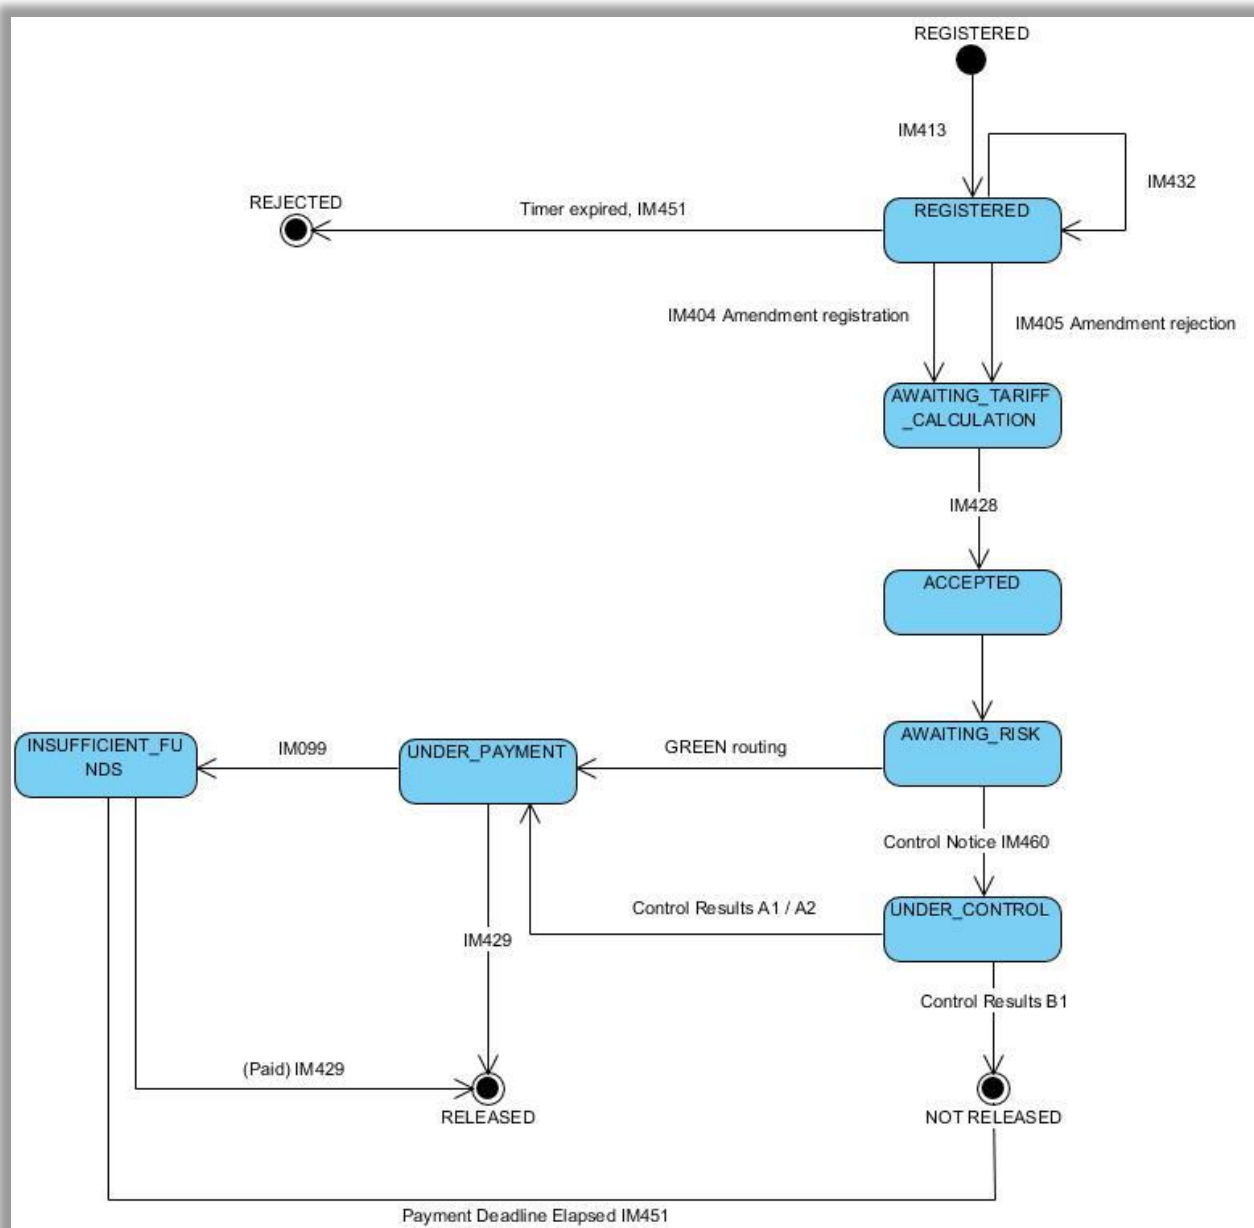 REGISTERED
IM413
IM432
REJECTED
Timer expired, IM451
REGISTERED
IM404 Amendment registration
IM405 Amendment rejection
AWAITING_TARIFF
_CALCULATION
IM428
ACCEPTED
INSUFFICIENT_FU
NDS
IM099
UNDER_PAYMENT
GREEN routing
AWAITING_RISK
Control Notice IM460
Control Results A1 / A2
UNDER_CONTROL
IM429
Control Results B1
(Paid) IM429
RELEASED
NOT RELEASED
Payment Deadline Elapsed IM451